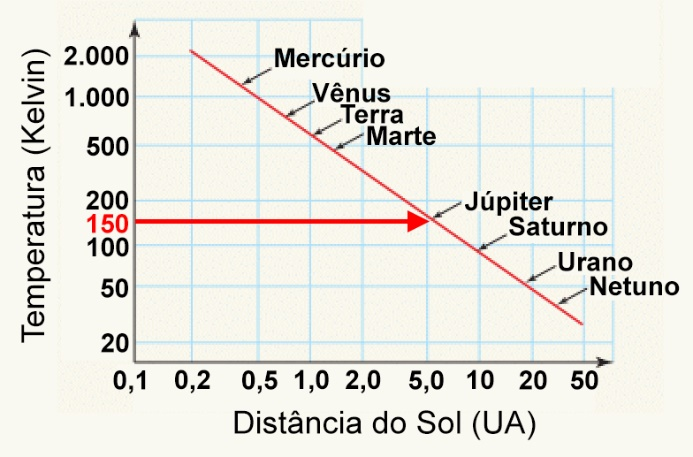 Temperatura (Kelvin)
2.000
1.000
500
200
150
100
50
20
Mercúrio
Vênus
Terra
Marte
Júpiter
Saturno
Urano
Netuno
0,1 0,2 0,5 1,0 2,0 5,0 10 20 50
Distância do Sol (UA)